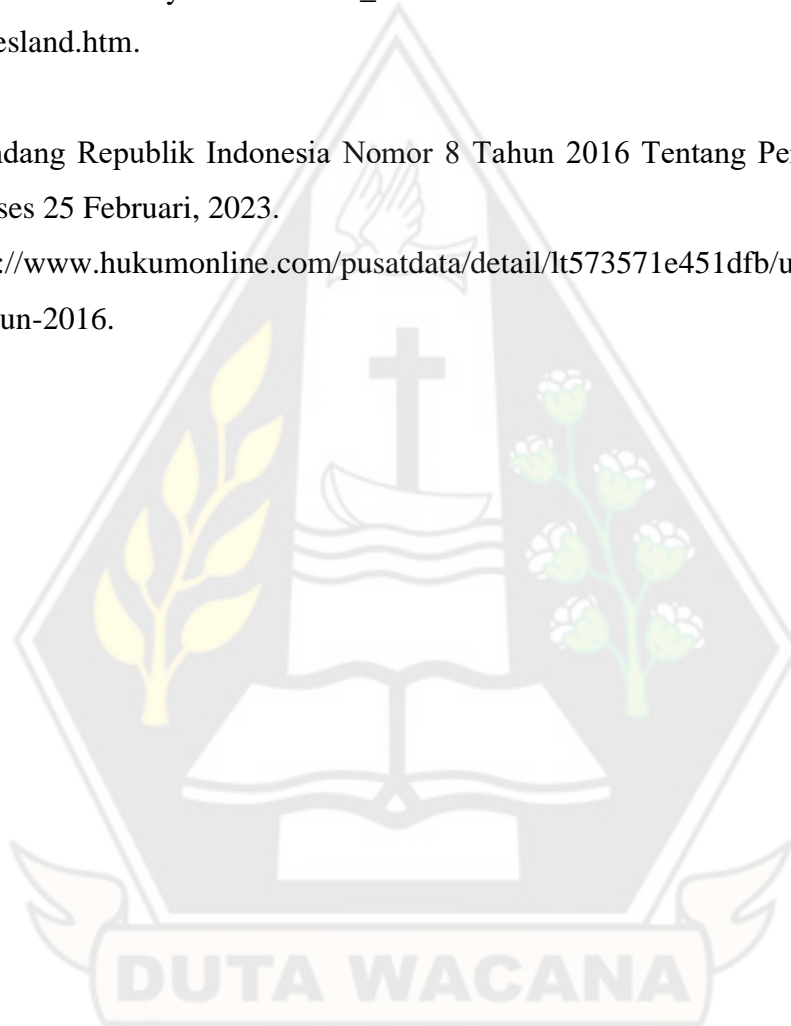 esland.htm.
ndang Republik Indonesia Nomor 8 Tahun 2016 Tentang Pe
ses 25 Februari, 2023.
://www.hukumonline.com/pusatdata/detail/lt573571e451dfb/u
un-2016.
DUTA WACANA